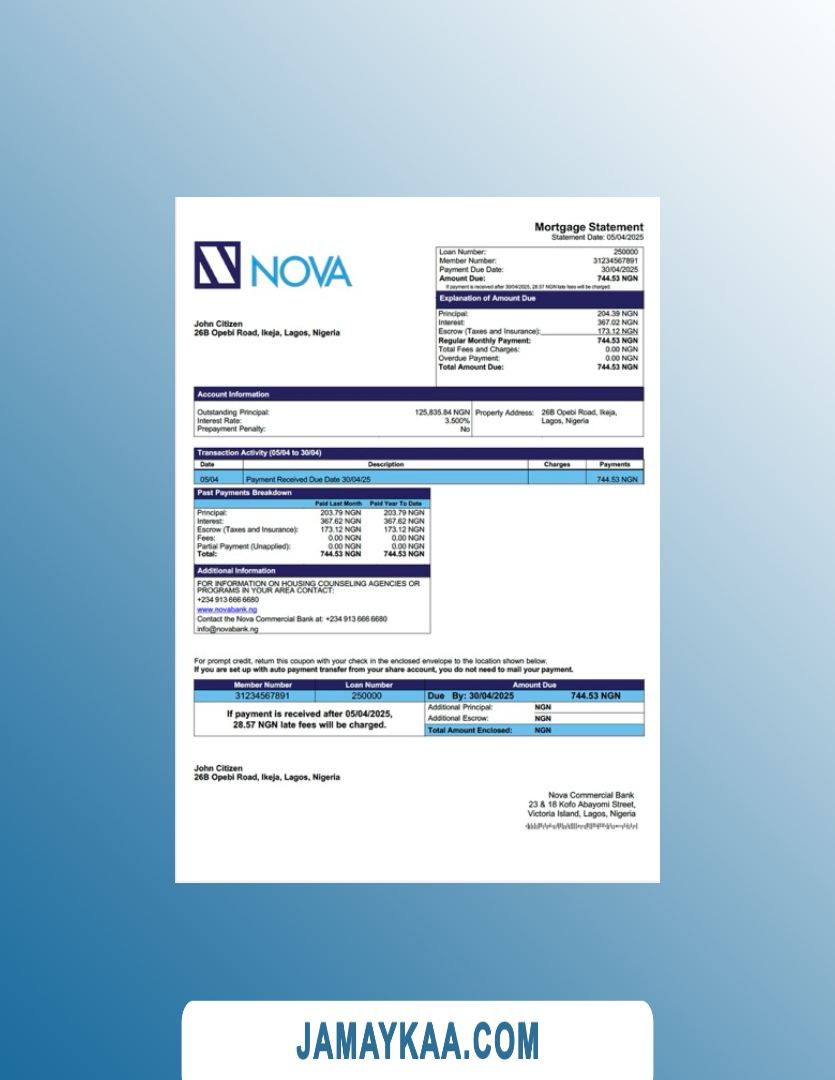 Mortgage Statement
Statement Date: 05/04/2025
NOVA
Loan Number: 250000
Member Number: 31234567891
Payment Due Date: 30/04/2025
Amount Due: 744.53 NGN
If payment is received after 30/04/2025, 28.57 NGN late fees will be charged.
Explanation of Amount Due
Principal: 204.39 NGN
Interest: 367.02 NGN
Escrow (Taxes and Insurance): 173.12 NGN
Regular Monthly Payment: 744.53 NGN
Total Fees and Charges: 0.00 NGN
Overdue Payment: 0.00 NGN
Total Amount Due: 744.53 NGN
John Citizen
26B Opebi Road, Ikeja, Lagos, Nigeria
Account Information
Outstanding Principal: 125,835.84 NGN Property Address: 26B Opebi Road, Ikeja,
Interest Rate: 3.500% Lagos, Nigeria
Prepayment Penalty: No
Transaction Activity (05/04 to 30/04)
Date Description Charges Payments
05/04 Payment Received Due Date 30/04/25 744.53 NGN
Past Payments Breakdown
Paid Last Month Paid Year To Date
Principal: 203.79 NGN 203.79 NGN
Interest: 367.62 NGN 367.62 NGN
Escrow (Taxes and Insurance): 173.12 NGN 173.12 NGN
Fees: 0.00 NGN 0.00 NGN
Partial Payment (Unapplied): 0.00 NGN 0.00 NGN
Total: 744.53 NGN 744.53 NGN
Additional Information
FOR INFORMATION ON HOUSING COUNSELING AGENCIES OR
PROGRAMS IN YOUR AREA CONTACT:
+234 913 666 6680
www.novabank.ng
Contact the Nova Commercial Bank at: +234 913 666 6680
info@novabank.ng
For prompt credit, return this coupon with your check in the enclosed envelope to the location shown below.
If you are set up with auto payment transfer from your share account, you do not need to mail your payment.
Member Number Loan Number Amount Due
31234567891 250000 Due By: 30/04/2025 744.53 NGN
If payment is received after 05/04/2025,
28.57 NGN late fees will be charged.
Additional Principal: NGN
Additional Escrow: NGN
Total Amount Enclosed: NGN
John Citizen
26B Opebi Road, Ikeja, Lagos, Nigeria
Nova Commercial Bank
23 & 18 Kofo Abayomi Street,
Victoria Island, Lagos, Nigeria
JAMAYKAA.COM